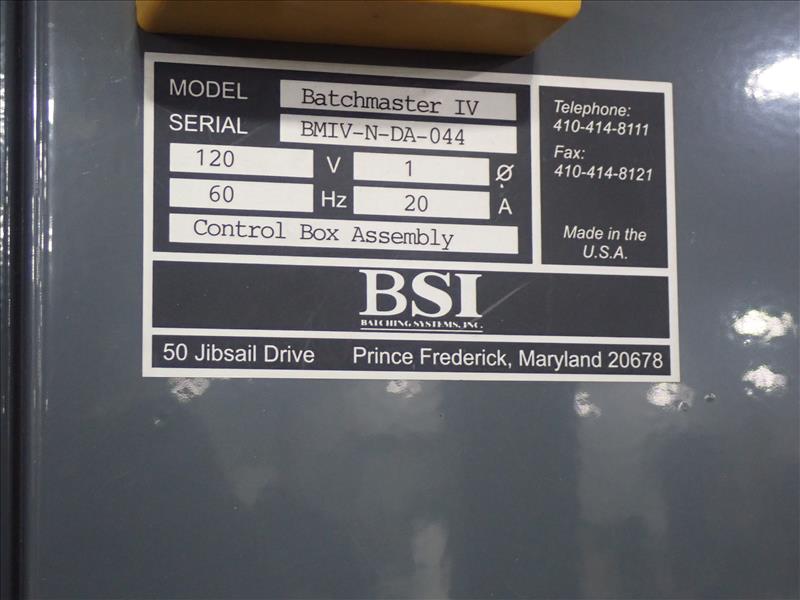 MODEL Batchmaster IV
SERIAL BMIV-N-DA-044
120 V 1 Ø
60 Hz 20 A
Control Box Assembly
Telephone:
410-414-8111
Fax:
410-414-8121
Made in the
U.S.A.
BSI
BATCHING SYSTEMS, INC.
50 Jibsail Drive Prince Frederick, Maryland 20678